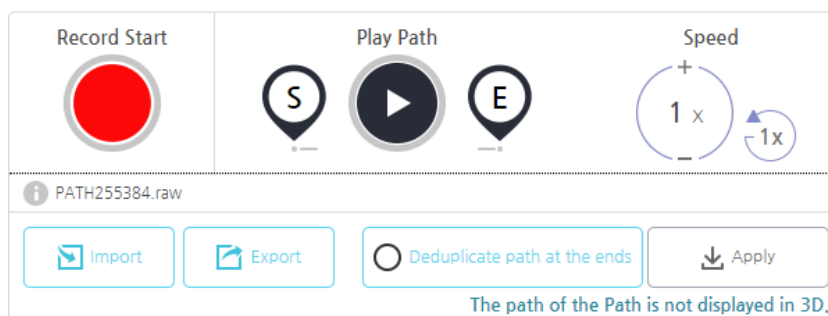 Record Start
Play Path
Speed
S
E
+
1 x
−
1x
i PATH255384.raw
Import
Export
Deduplicate path at the ends
Apply
The path of the Path is not displayed in 3D.